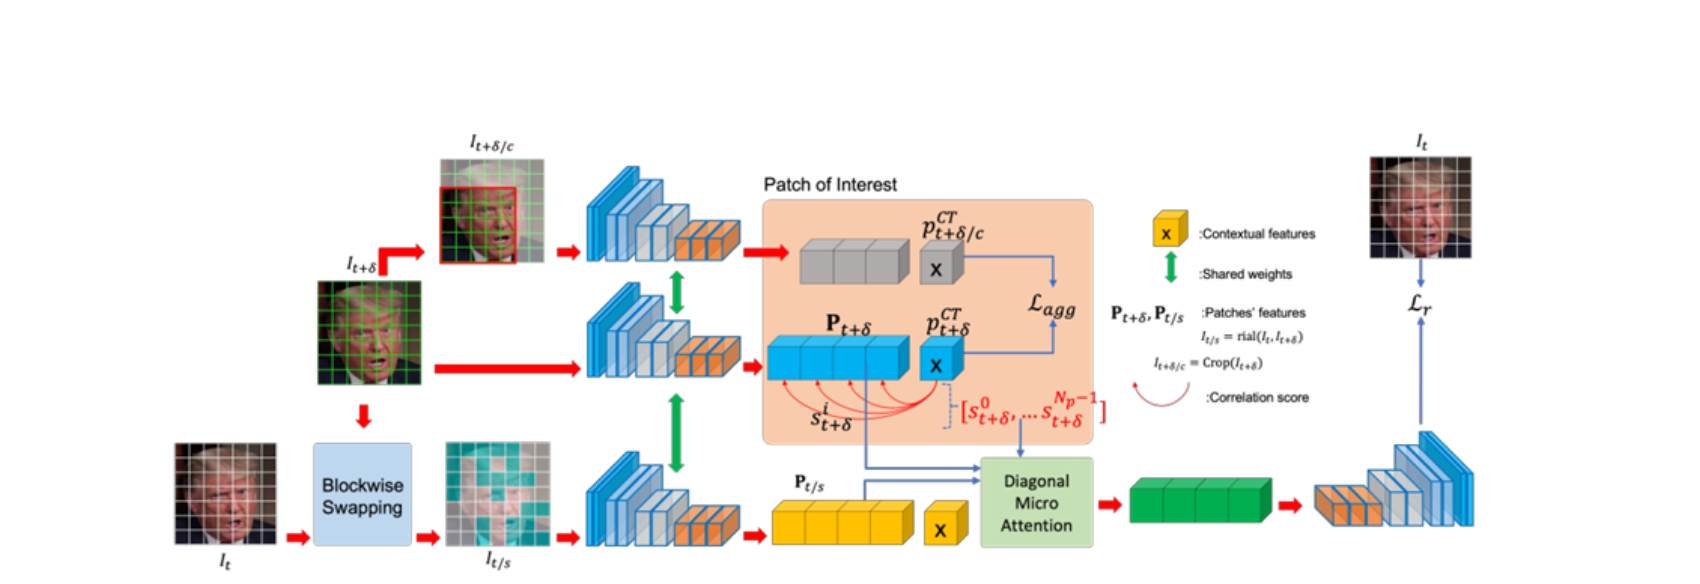 I_{t+δ/c}
I_t
Patch of Interest
p^{CT}_{t+δ/c}
X
X
:Contextual features
I_{t+δ}
:Shared weights
L_{agg}
L_r
P_{t+δ}
p^{CT}_{t+δ}
P_{t+δ}, P_{t/s} :Patches' features
I_{t/s} = rial(I_t, I_{t+δ})
X
I_{t+δ/c} = Crop(I_{t+δ})
s^i_{t+δ}
[s^0_{t+δ}, ... s^{N_p-1}_{t+δ}]
:Correlation score
P_{t/s}
Blockwise
Swapping
Diagonal
Micro
Attention
X
I_t
I_{t/s}